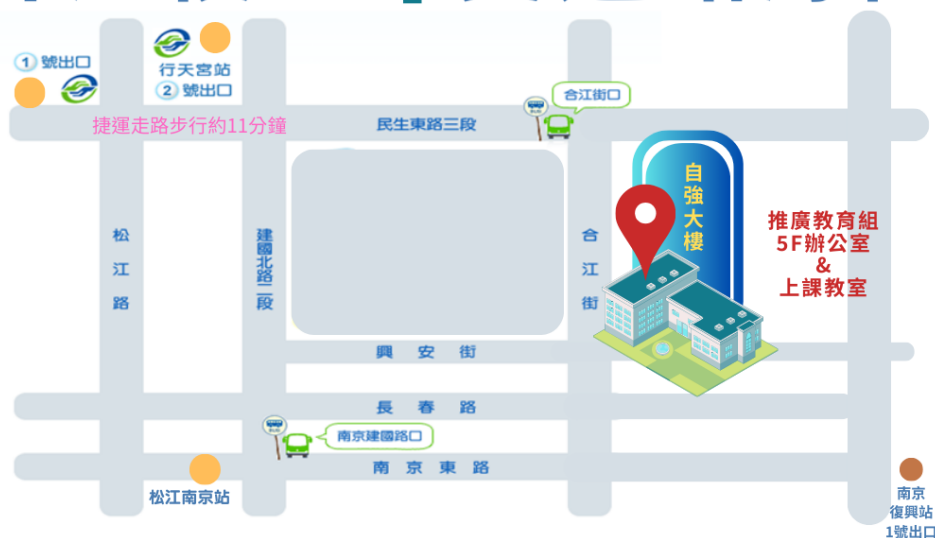 1 號出口
行天宮站
2 號出口
合江街口
捷運走路步行約11分鐘
民生東路三段
自強大樓
推廣教育組
5F辦公室
&
上課教室
松江路
建國北路二段
合江街
興安街
長春路
南京建國路口
南京東路
松江南京站
南京
復興站
1號出口